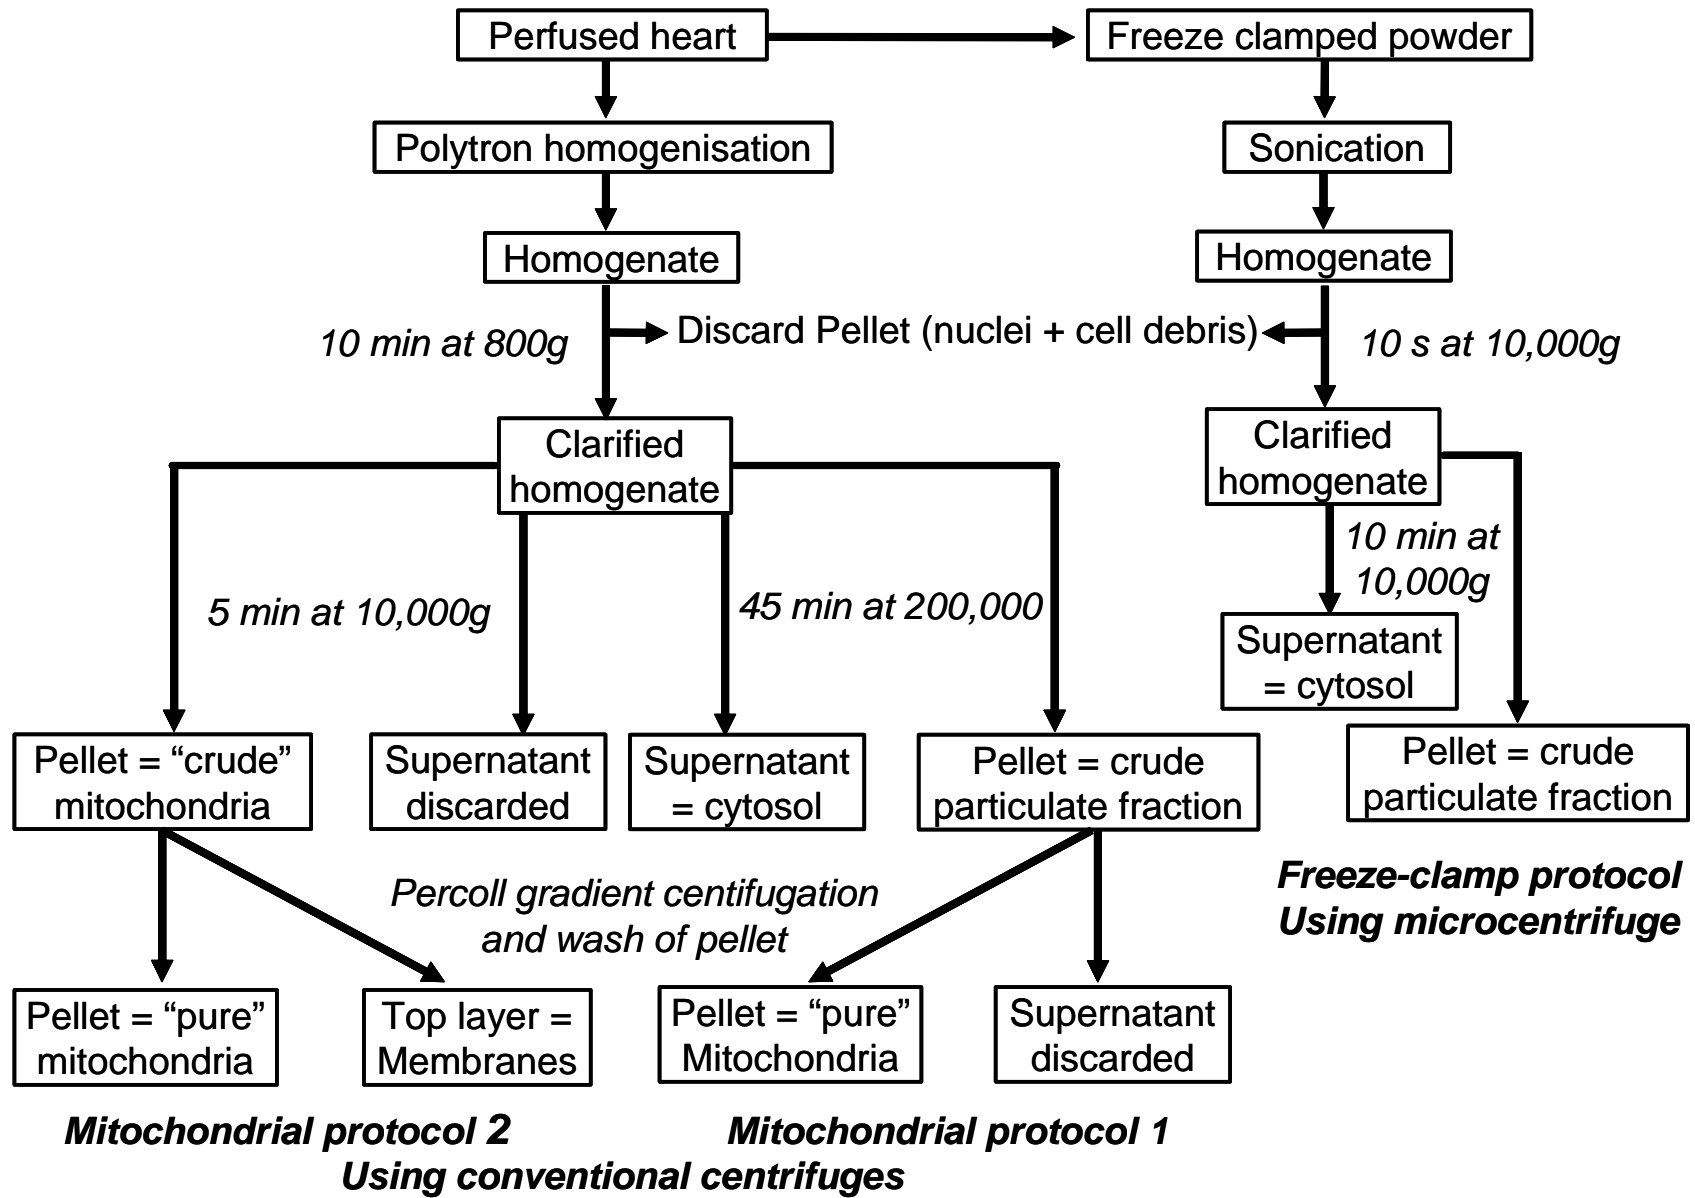 Perfused heart
Freeze clamped powder
Polytron homogenisation
Sonication
Homogenate
Homogenate
10 min at 800g
Discard Pellet (nuclei + cell debris)
10 s at 10,000g
Clarified
homogenate
Clarified
homogenate
10 min at
10,000g
5 min at 10,000g
45 min at 200,000
Supernatant
= cytosol
Pellet = “crude”
mitochondria
Supernatant
discarded
Supernatant
= cytosol
Pellet = crude
particulate fraction
Pellet = crude
particulate fraction
Percoll gradient centifugation
and wash of pellet
Freeze-clamp protocol
Using microcentrifuge
Pellet = “pure”
mitochondria
Top layer =
Membranes
Pellet = “pure”
Mitochondria
Supernatant
discarded
Mitochondrial protocol 2
Mitochondrial protocol 1
Using conventional centrifuges